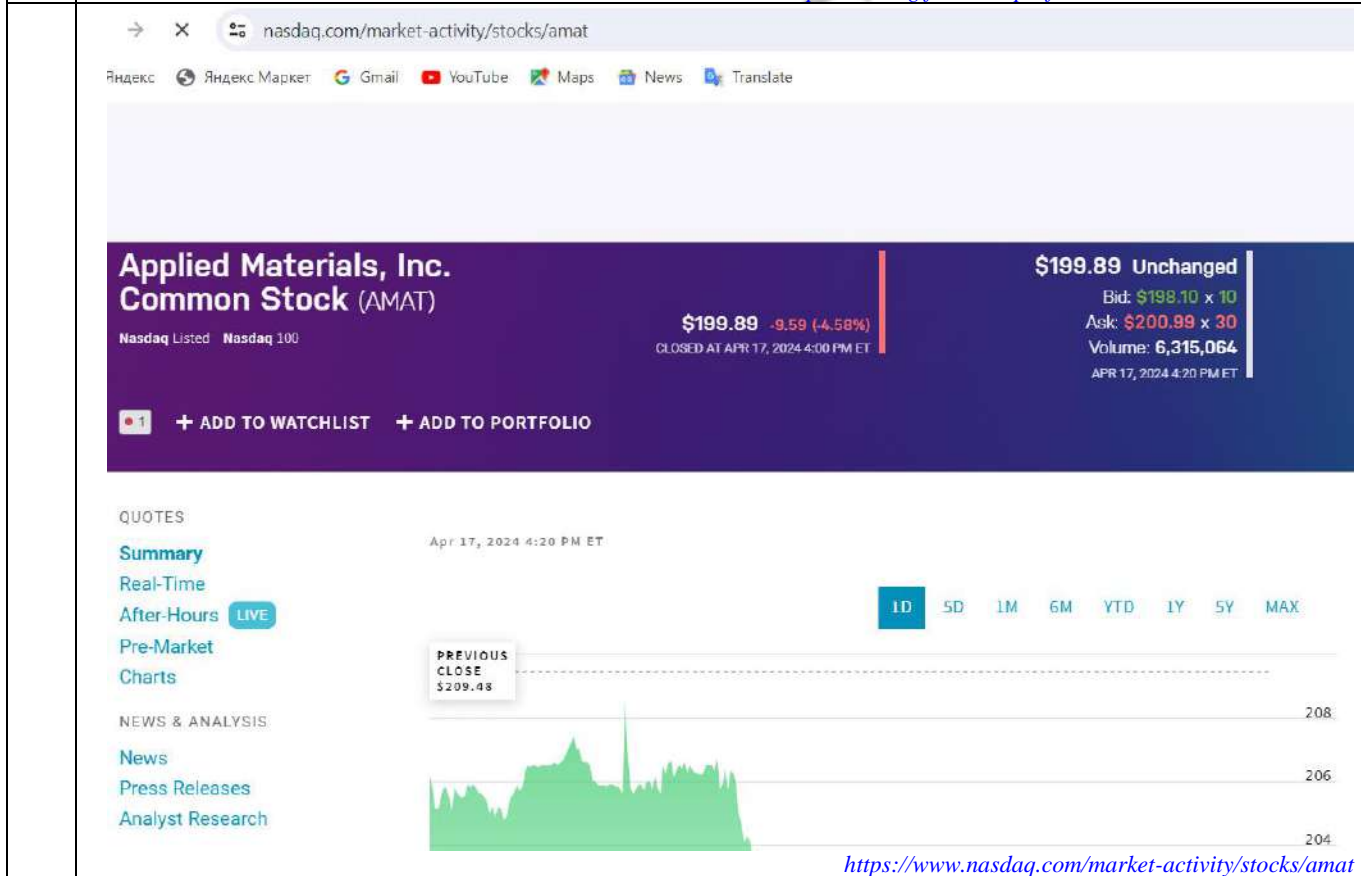 nasdaq.com/market-activity/stocks/amat
Яндекс Яндекс Маркет Gmail YouTube Maps News Translate
Applied Materials, Inc.
Common Stock (AMAT)
Nasdaq Listed Nasdaq 100
$199.89 -9.59 (-4.58%)
CLOSED AT APR 17, 2024 4:00 PM ET
$199.89 Unchanged
Bid: $198.10 x 10
Ask: $200.99 x 30
Volume: 6,315,064
APR 17, 2024 4:20 PM ET
1 + ADD TO WATCHLIST + ADD TO PORTFOLIO
QUOTES
Summary
Real-Time
After-Hours LIVE
Pre-Market
Charts
NEWS & ANALYSIS
News
Press Releases
Analyst Research
Apr 17, 2024 4:20 PM ET
1D 5D 1M 6M YTD 1Y 5Y MAX
PREVIOUS
CLOSE
$209.48
208
206
204
https://www.nasdaq.com/market-activity/stocks/amat